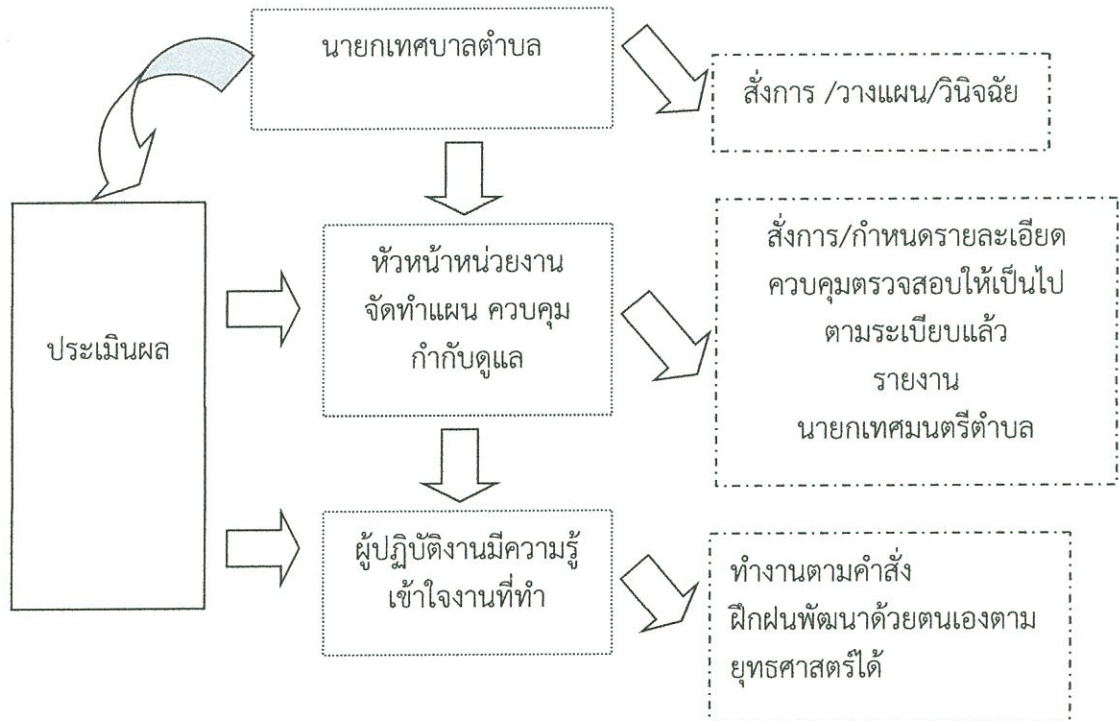 นายกเทศบาลตำบล
สั่งการ /วางแผน/วินิจฉัย
หัวหน้าหน่วยงาน
จัดทำแผน ควบคุม
กำกับดูแล
สั่งการ/กำหนดรายละเอียด
ควบคุมตรวจสอบให้เป็นไป
ตามระเบียบแล้ว
รายงาน
นายกเทศมนตรีตำบล
ประเมินผล
ผู้ปฏิบัติงานมีความรู้
เข้าใจงานที่ทำ
ทำงานตามคำสั่ง
ฝึกฝนพัฒนาด้วยตนเองตาม
ยุทธศาสตร์ได้